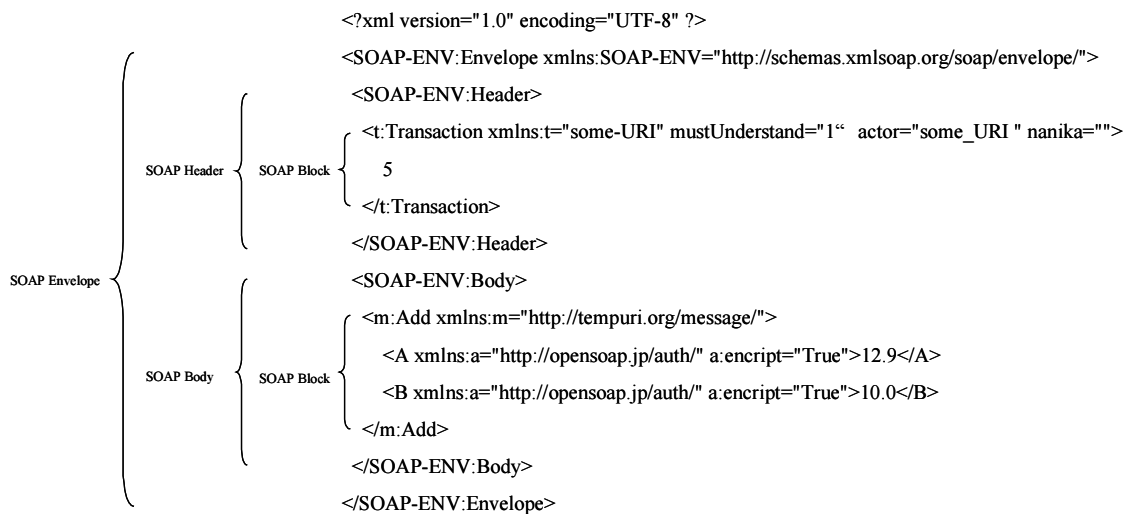 <?xml version="1.0" encoding="UTF-8" ?>
<SOAP-ENV:Envelope xmlns:SOAP-ENV="http://schemas.xmlsoap.org/soap/envelope/">
<SOAP-ENV:Header>
<t:Transaction xmlns:t="some-URI" mustUnderstand="1“ actor="some_URI " nanika="">
SOAP Header
SOAP Block
5
</t:Transaction>
</SOAP-ENV:Header>
SOAP Envelope
<SOAP-ENV:Body>
<m:Add xmlns:m="http://tempuri.org/message/">
<A xmlns:a="http://opensoap.jp/auth/" a:encript="True">12.9</A>
SOAP Body
SOAP Block
<B xmlns:a="http://opensoap.jp/auth/" a:encript="True">10.0</B>
</m:Add>
</SOAP-ENV:Body>
</SOAP-ENV:Envelope>